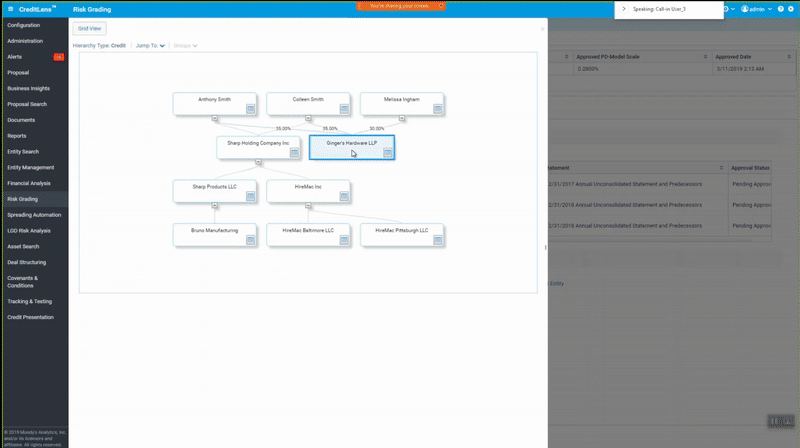 CreditLens™
Risk Grading
You're sharing your screen.
Speaking: Call-in User_3
admin
Configuration
Administration
Alerts
Proposal
Business Insights
Proposal Search
Documents
Reports
Entity Search
Entity Management
Financial Analysis
Risk Grading
Spreading Automation
LGD Risk Analysis
Asset Search
Deal Structuring
Covenants &
Conditions
Tracking & Testing
Credit Presentation
© 2019 Moody's Analytics, Inc.
and/or its licensors and
affiliates. All rights reserved.
Grid View
Hierarchy Type: Credit
Jump To:
Groups
Anthony Smith
Colleen Smith
Melissa Ingham
35.00%
35.00%
30.00%
Sharp Holding Company Inc
Ginger's Hardware LLP
Sharp Products LLC
HireMac Inc
Bruno Manufacturing
HireMac Baltimore LLC
HireMac Pittsburgh LLC
Approved PD-Model Scale
Approved Date
3/11/2019 2:15 AM
Statement
Approval Status
2/31/2017 Annual Unconsolidated Statement and Predecessors
Pending Approv
2/31/2018 Annual Unconsolidated Statement and Predecessors
Pending Approv
2/31/2016 Annual Unconsolidated Statement and Predecessors
Pending Approv
Entity